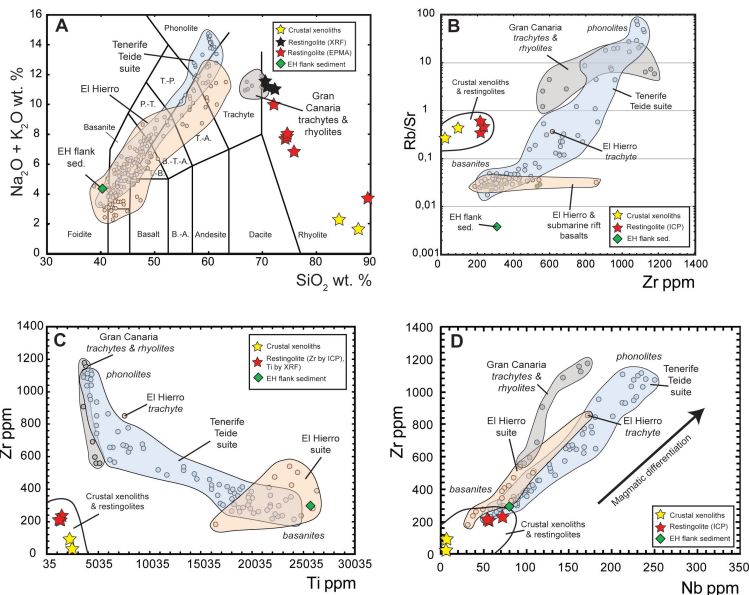 A
Na2O + K2O wt. %
16
14
12
10
8
6
4
2
0
30
40
50
60
70
80
90
SiO2 wt. %
Phonolite
Tenerife
Teide
suite
El Hierro
T.-P.
P.-T.
Basanite
EH flank
sed.
T.-A.
B.-T.-A.
T.-B.
Trachyte
Gran
Canaria
trachytes &
rhyolites
Foidite
Basalt
B.-A.
Andesite
Dacite
Rhyolite
Crustal xenoliths
Restingolite (XRF)
Restingolite (EPMA)
EH flank sediment
B
Rb/Sr
100
10
1
0,1
0,01
0,001
0
200
400
600
800
1000
1200
1400
Zr ppm
phonolites
Gran Canaria
trachytes &
rhyolites
Crustal xenoliths
& restingolites
Tenerife
Teide suite
El Hierro
trachyte
basanites
El Hierro &
submarine rift
basalts
EH flank
sed.
Crustal xenoliths
Restingolite (ICP)
EH flank sed.
C
Zr ppm
1400
1200
1000
800
600
400
200
0
35
5035
10035
15035
20035
25035
30035
Ti ppm
Gran Canaria
trachytes & rhyolites
phonolites
El Hierro
trachyte
Tenerife
Teide
suite
El Hierro
suite
Crustal xenoliths
& restingolites
basanites
Crustal xenoliths
Restingolite (Zr by ICP),
Ti by XRF)
EH flank sediment
D
Zr ppm
1400
1200
1000
800
600
400
200
0
0
50
100
150
200
250
300
350
Nb ppm
phonolites
Gran Canaria
trachytes &
rhyolites
Tenerife
Teide
suite
El Hierro
suite
El Hierro
trachyte
basanites
Magmatic differentiation
Crustal xenoliths
& restingolites
Crustal xenoliths
Restingolite (ICP)
EH flank sediment